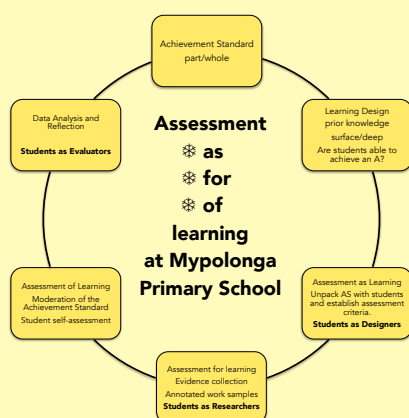 Achievement Standard
part/whole
Learning Design
prior knowledge
surface/deep
Are students able to
achieve an A?
Assessment as Learning
Unpack AS with students
and establish assessment
criteria.
Students as Designers
Assessment for learning
Evidence collection
Annotated work samples
Students as Researchers
Assessment of Learning
Moderation of the
Achievement Standard
Student self-assessment
Data Analysis and
Reflection
Students as Evaluators
Assessment
❄ as
❄ for
❄ of
learning
at Mypolonga
Primary School